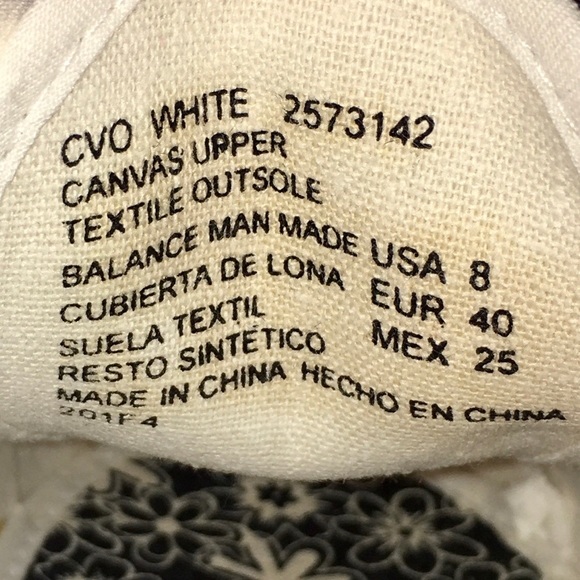 CVO WHITE 2573142
CANVAS UPPER
TEXTILE OUTSOLE
BALANCE MAN MADE USA 8
CUBIERTA DE LONA EUR 40
SUELA TEXTIL MEX 25
RESTO SINTÉTICO
MADE IN CHINA HECHO EN CHINA